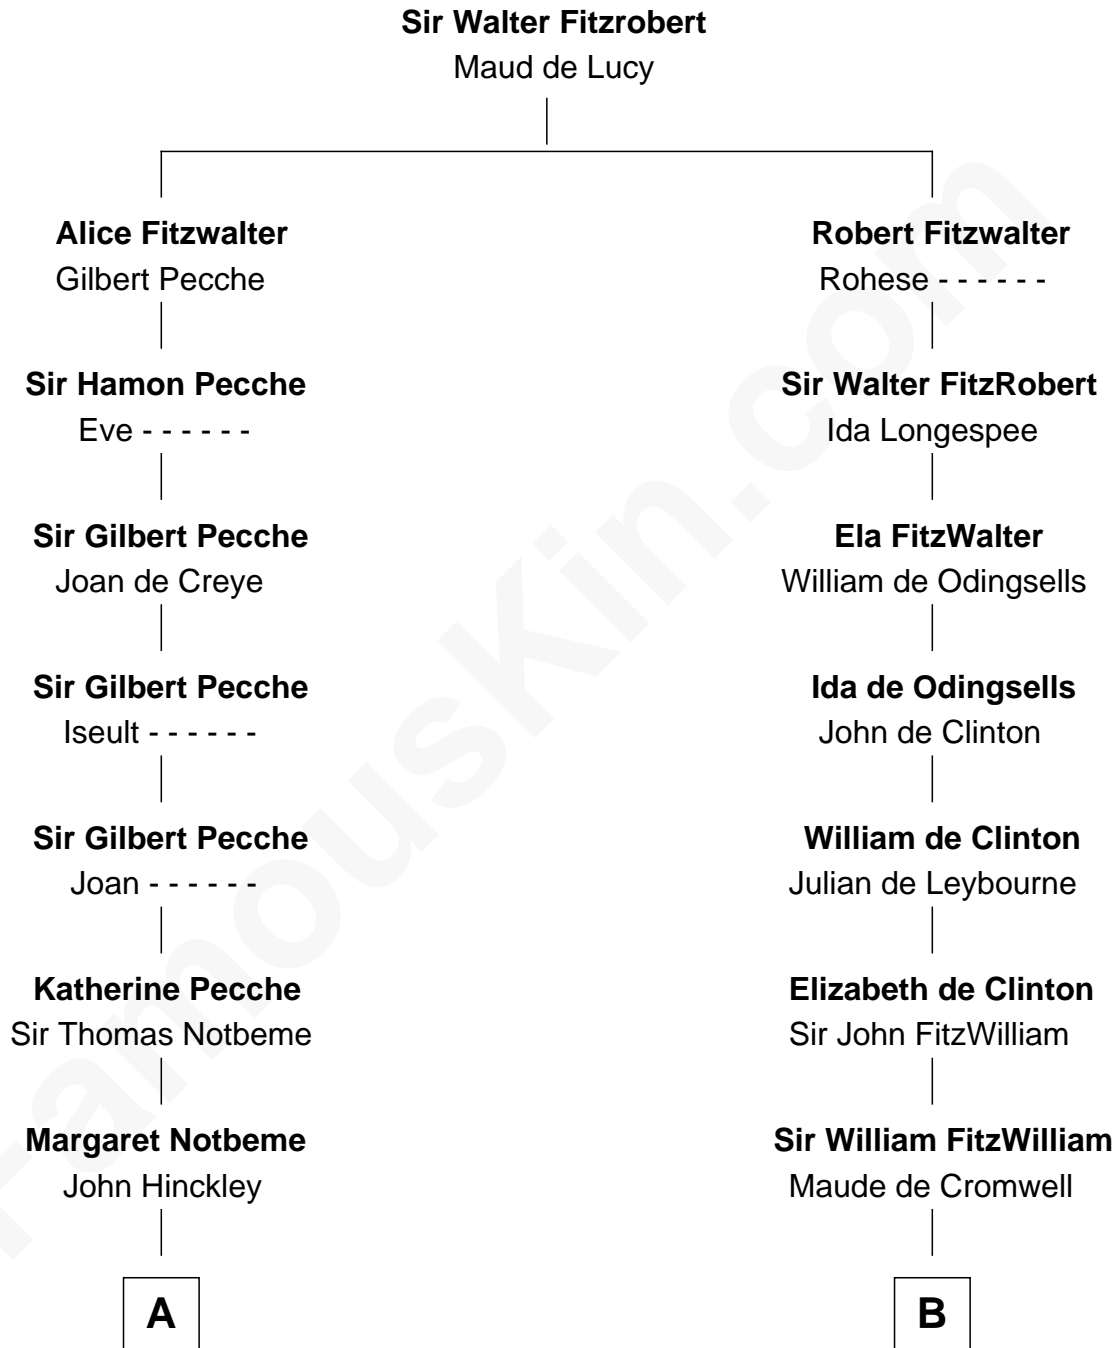 Sir Walter Fitzrobert
Maud de Lucy
Alice Fitzwalter
Gilbert Pecche
Robert Fitzwalter
Rohese - - - - - -
Sir Hamon Pecche
Eve - - - - - -
Sir Walter FitzRobert
Ida Longespee
Sir Gilbert Pecche
Joan de Creye
Ela FitzWalter
William de Odingsells
Sir Gilbert Pecche
Iseult - - - - - -
Ida de Odingsells
John de Clinton
Sir Gilbert Pecche
Joan - - - - - -
William de Clinton
Julian de Leybourne
Katherine Pecche
Sir Thomas Notbeme
Elizabeth de Clinton
Sir John FitzWilliam
Margaret Notbeme
John Hinckley
Sir William FitzWilliam
Maude de Cromwell
A
B
FamousKin.com